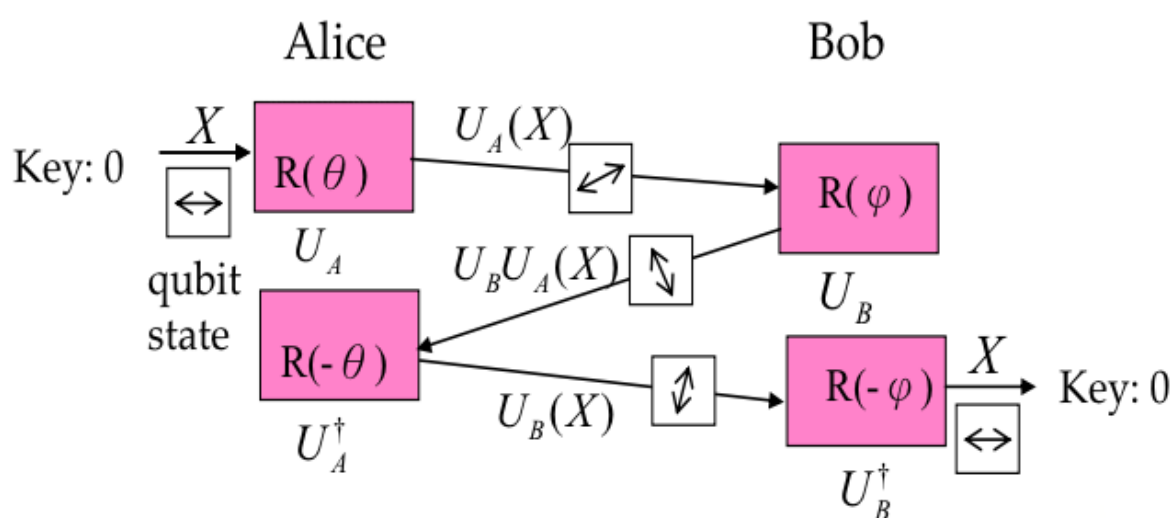 Alice
Bob
X
U_A(X)
Key: 0
R(θ)
R(φ)
U_A
U_B U_A(X)
U_B
qubit
state
R(-θ)
R(-φ)
X
Key: 0
U_B(X)
U_A^†
U_B^†